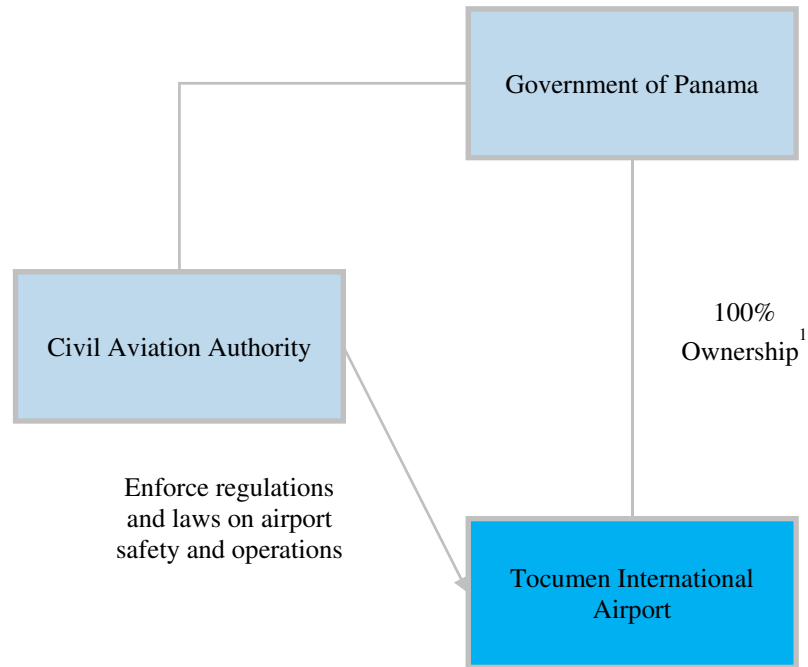 Government of Panama
Civil Aviation Authority
100%
Ownership1
Enforce regulations
and laws on airport
safety and operations
Tocumen International
Airport